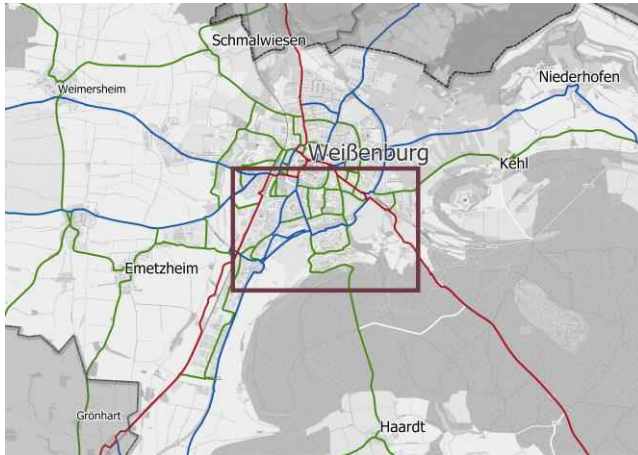 Schmalwiesen
Niederhofen
Weimersheim
Weißenburg
Kehl
Emetzheim
Grönhart
Haardt